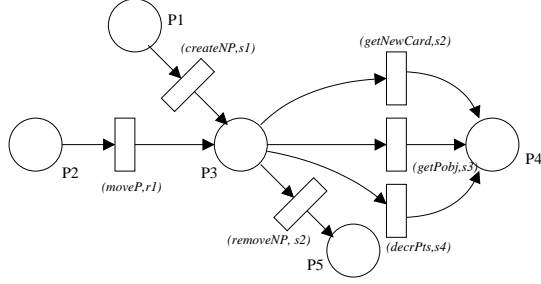 P1
(createNP,s1)
(getNewCard,s2)
P2
(moveP,r1)
P3
(getPobj,s3)
P4
(removeNP, s2)
(decrPts,s4)
P5